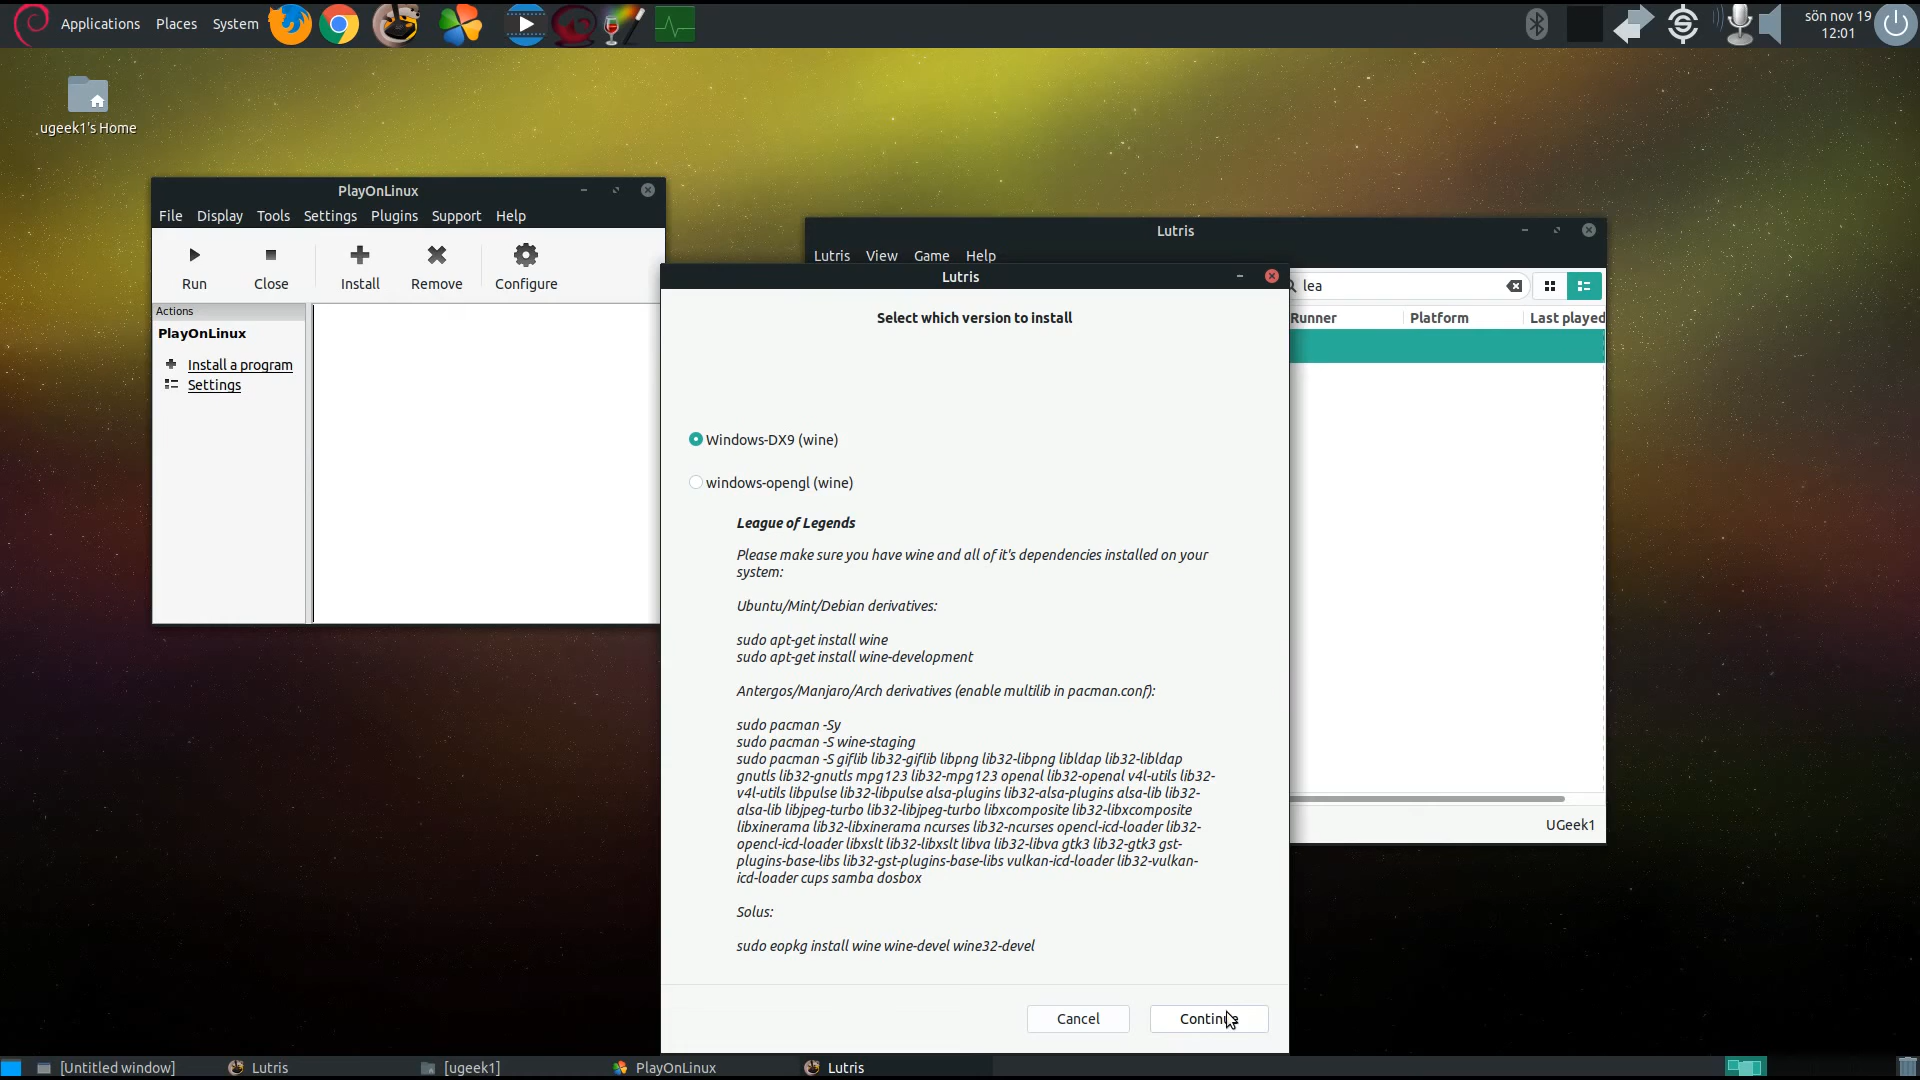 Applications Places System
sön nov 19
12:01
ugeek1's Home
PlayOnLinux
File Display Tools Settings Plugins Support Help
Run Close Install Remove Configure
Actions
PlayOnLinux
Install a program
Settings
Lutris
Lutris View Game Help
lea
Runner Platform Last played
UGeek1
Lutris
Select which version to install
Windows-DX9 (wine)
windows-opengl (wine)
League of Legends
Please make sure you have wine and all of it's dependencies installed on your
system:
Ubuntu/Mint/Debian derivatives:
sudo apt-get install wine
sudo apt-get install wine-development
Antergos/Manjaro/Arch derivatives (enable multilib in pacman.conf):
sudo pacman -Sy
sudo pacman -S wine-staging
sudo pacman -S giflib lib32-giflib libpng lib32-libpng libldap lib32-libldap
gnutls lib32-gnutls mpg123 lib32-mpg123 openal lib32-openal v4l-utils lib32-
v4l-utils libpulse lib32-libpulse alsa-plugins lib32-alsa-plugins alsa-lib lib32-
alsa-lib libjpeg-turbo lib32-libjpeg-turbo libxcomposite lib32-libxcomposite
libxinerama lib32-libxinerama ncurses lib32-ncurses opencl-icd-loader lib32-
opencl-icd-loader libxslt lib32-libxslt libva lib32-libva gtk3 lib32-gtk3 gst-
plugins-base-libs lib32-gst-plugins-base-libs vulkan-icd-loader lib32-vulkan-
icd-loader cups samba dosbox
Solus:
sudo eopkg install wine wine-devel wine32-devel
Cancel Continue
[Untitled window] Lutris [ugeek1] PlayOnLinux Lutris